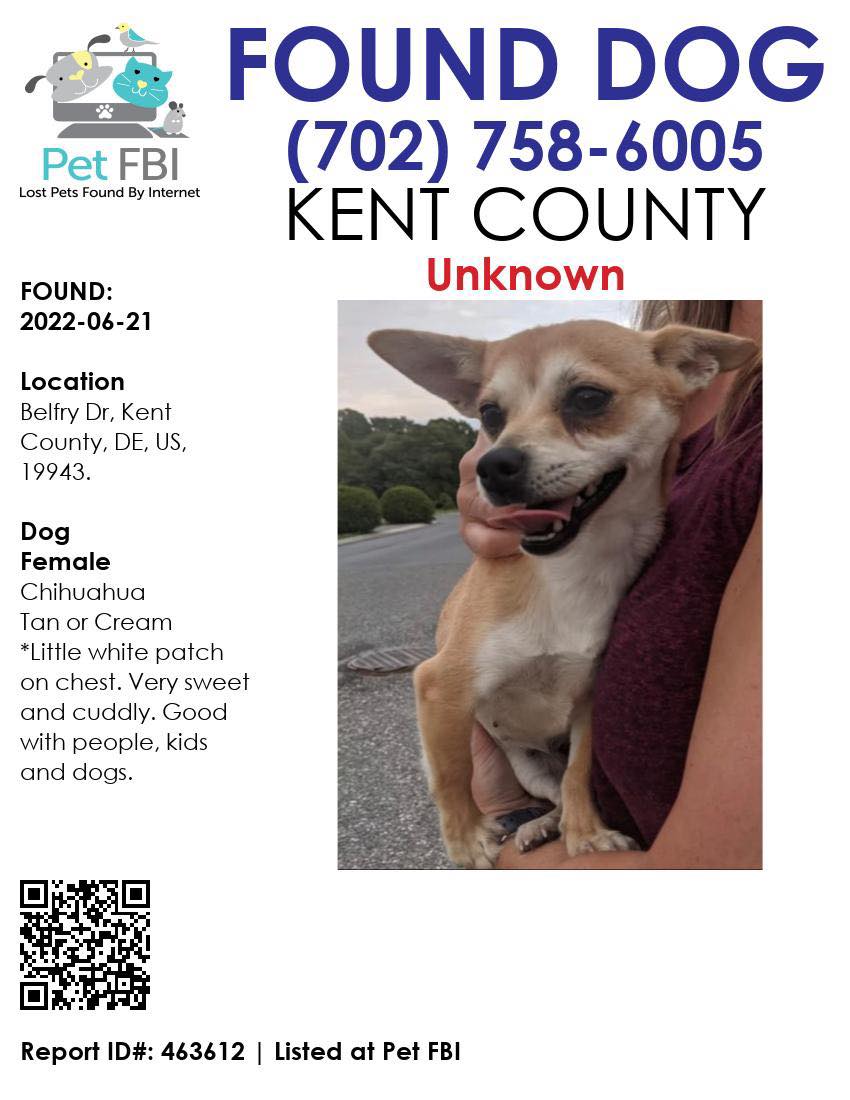 FOUND DOG
(702) 758-6005
KENT COUNTY
Unknown
Pet FBI
Lost Pets Found By Internet
FOUND:
2022-06-21
Location
Belfry Dr, Kent
County, DE, US,
19943.
Dog
Female
Chihuahua
Tan or Cream
*Little white patch
on chest. Very sweet
and cuddly. Good
with people, kids
and dogs.
Report ID#: 463612 | Listed at Pet FBI